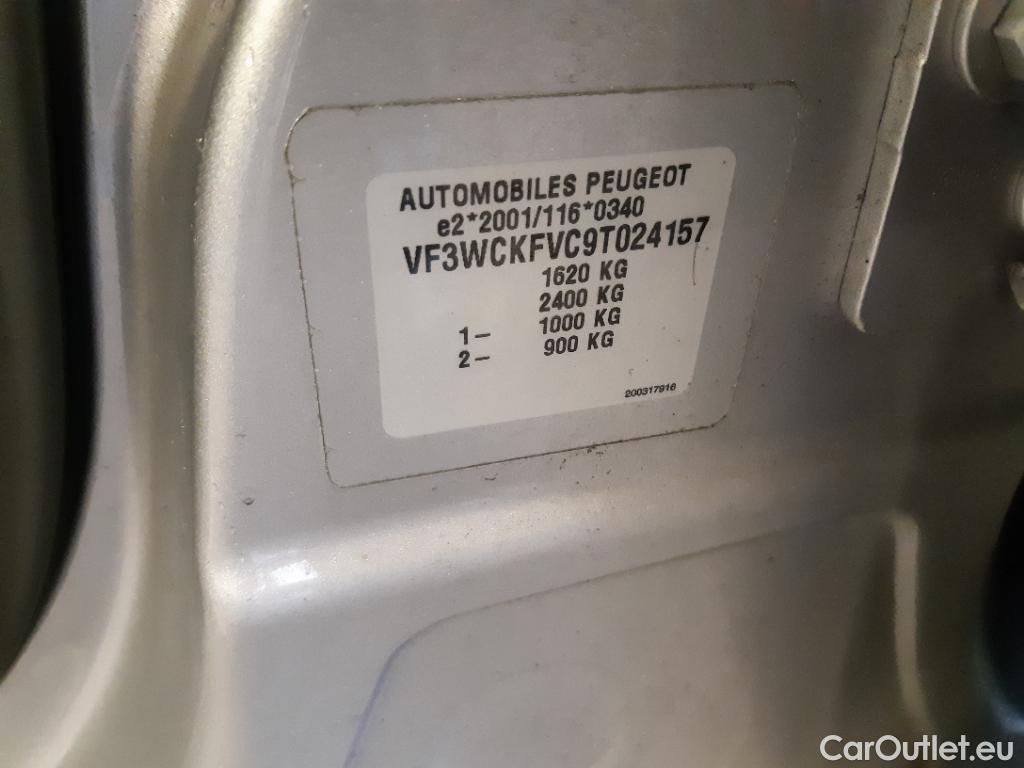 AUTOMOBILES PEUGEOT
e2*2001/116*0340
VF3WCKFVC9T024157
1620 KG
2400 KG
1- 1000 KG
2- 900 KG
200317916
CarOutlet.eu